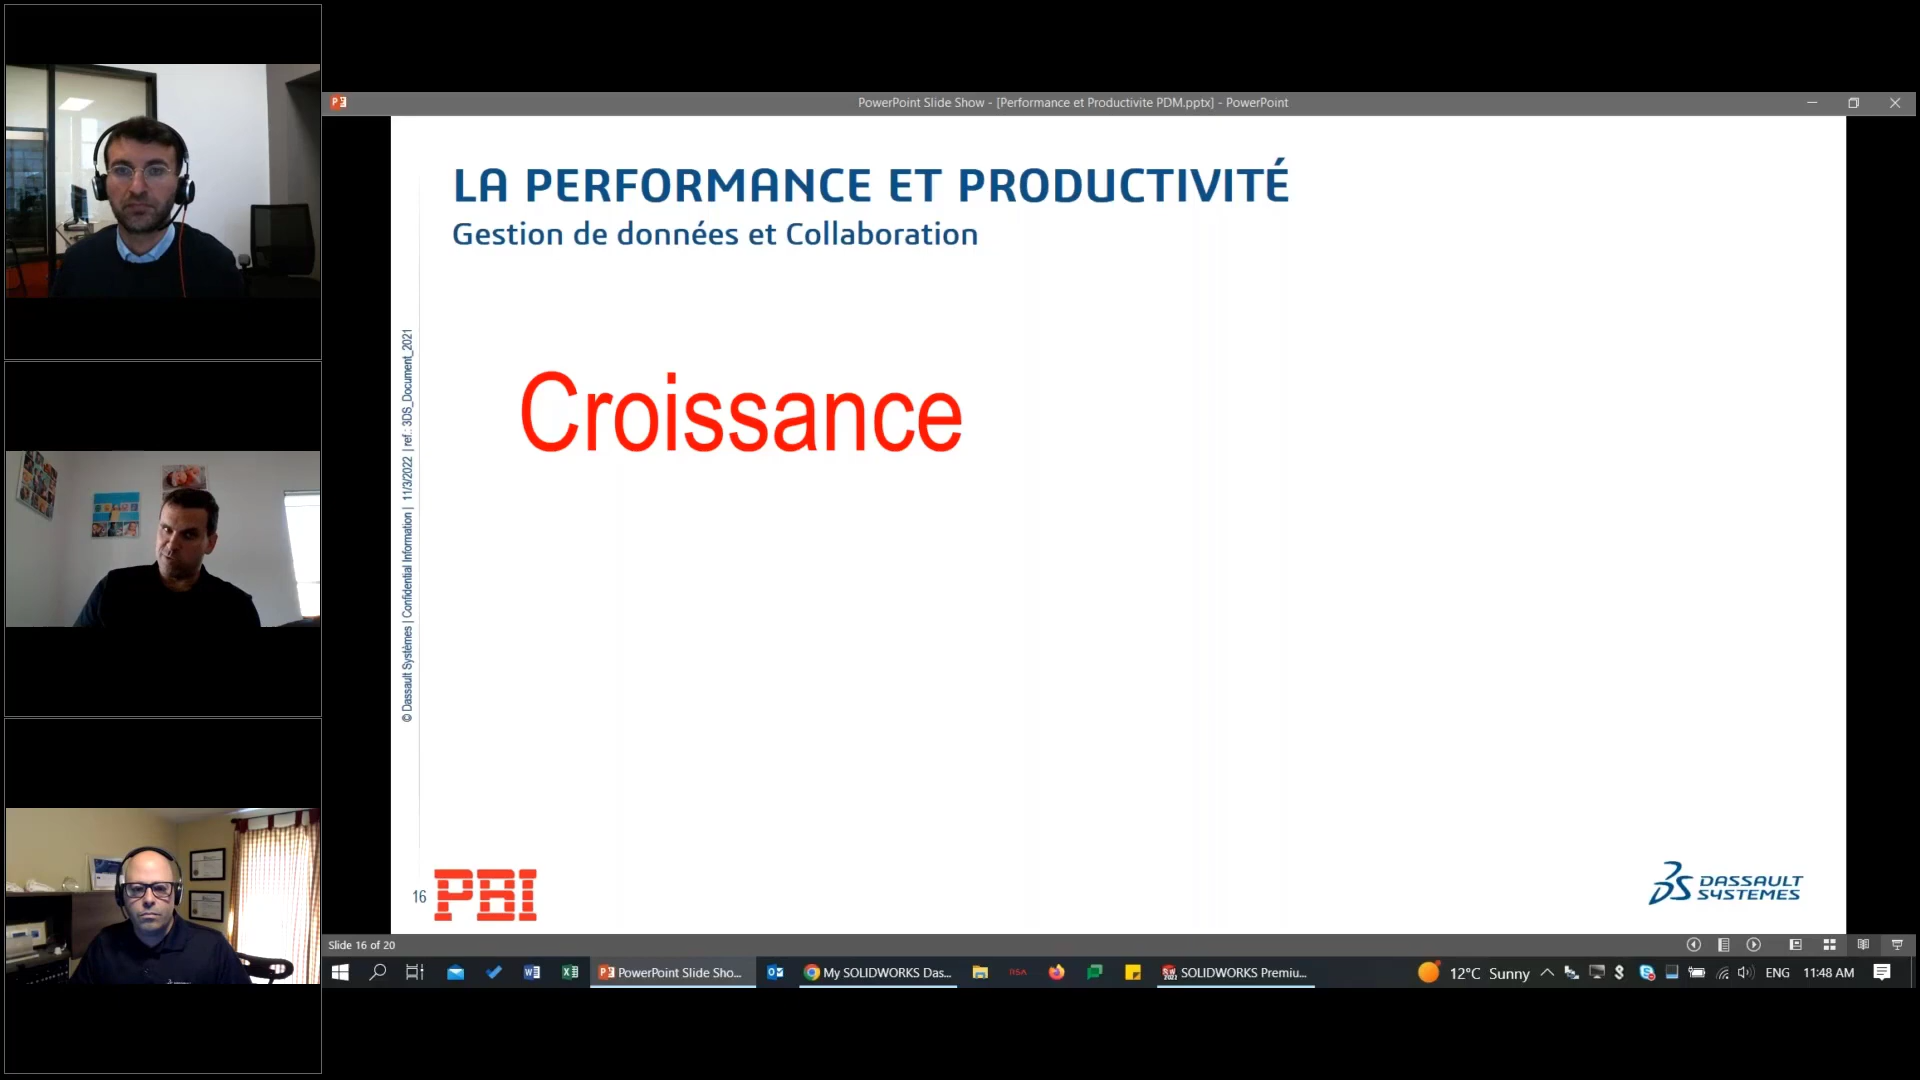 PowerPoint Slide Show - [Performance et Productivite PDM.pptx] - PowerPoint
LA PERFORMANCE ET PRODUCTIVITÉ
Gestion de données et Collaboration
Croissance
© Dassault Systèmes | Confidential Information | 11/3/2022 | ref.: 3DS_Document_2021
16
PBI
DASSAULT
SYSTEMES
Slide 16 of 20
PowerPoint Slide Sho...
My SOLIDWORKS Das...
SOLIDWORKS Premiu...
12°C Sunny
ENG
11:48 AM